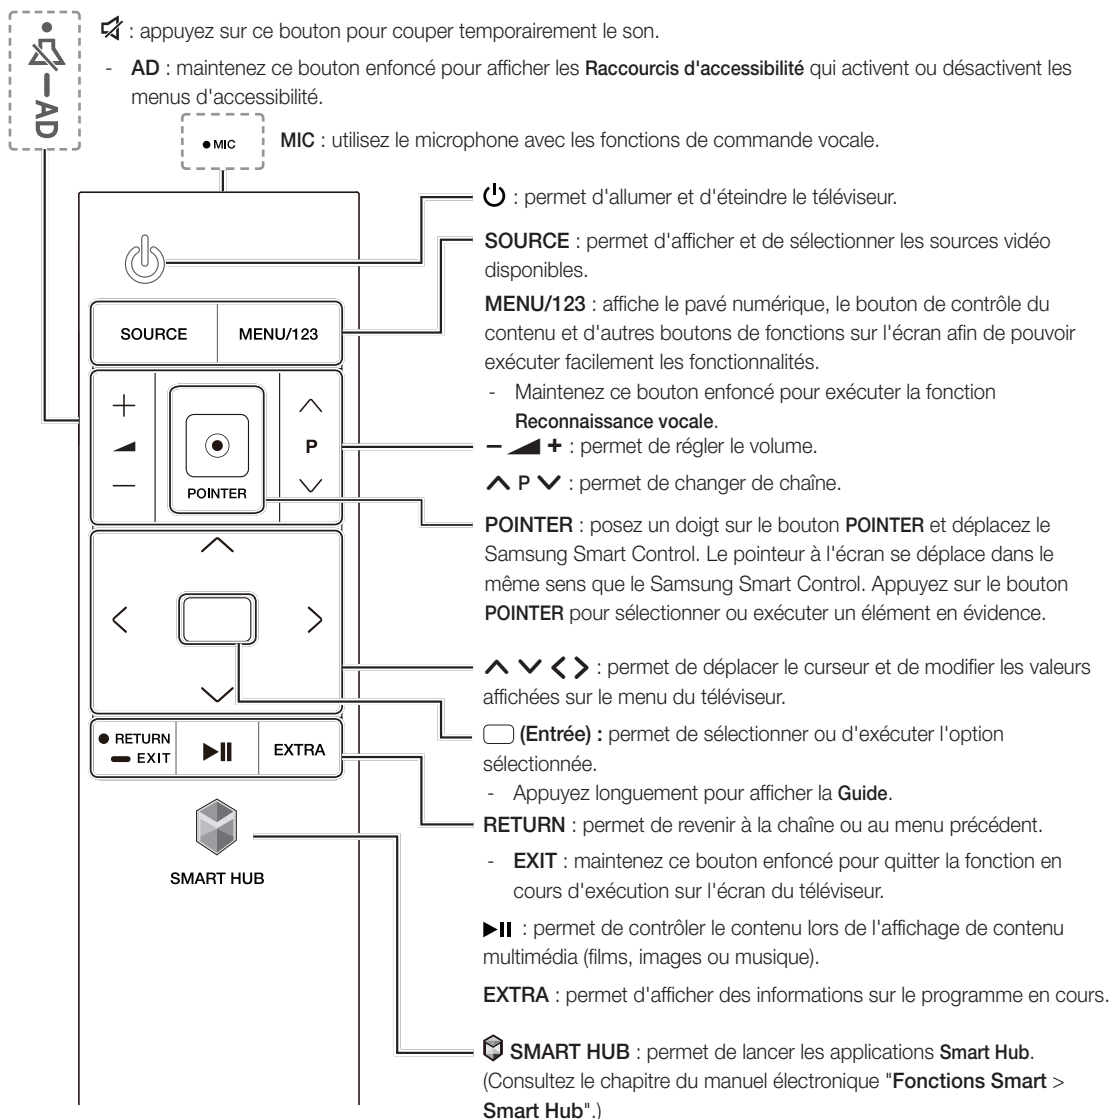 : appuyez sur ce bouton pour couper temporairement le son.
- AD : maintenez ce bouton enfoncé pour afficher les Raccourcis d'accessibilité qui activent ou désactivent les
menus d'accessibilité.
AD
MIC
MIC : utilisez le microphone avec les fonctions de commande vocale.
: permet d'allumer et d'éteindre le téléviseur.
SOURCE : permet d'afficher et de sélectionner les sources vidéo
disponibles.
MENU/123 : affiche le pavé numérique, le bouton de contrôle du
contenu et d'autres boutons de fonctions sur l'écran afin de pouvoir
exécuter facilement les fonctionnalités.
- Maintenez ce bouton enfoncé pour exécuter la fonction
Reconnaissance vocale.
− + : permet de régler le volume.
P : permet de changer de chaîne.
POINTER : posez un doigt sur le bouton POINTER et déplacez le
Samsung Smart Control. Le pointeur à l'écran se déplace dans le
même sens que le Samsung Smart Control. Appuyez sur le bouton
POINTER pour sélectionner ou exécuter un élément en évidence.
: permet de déplacer le curseur et de modifier les valeurs
affichées sur le menu du téléviseur.
(Entrée) : permet de sélectionner ou d'exécuter l'option
sélectionnée.
- Appuyez longuement pour afficher la Guide.
RETURN : permet de revenir à la chaîne ou au menu précédent.
- EXIT : maintenez ce bouton enfoncé pour quitter la fonction en
cours d'exécution sur l'écran du téléviseur.
: permet de contrôler le contenu lors de l'affichage de contenu
multimédia (films, images ou musique).
EXTRA : permet d'afficher des informations sur le programme en cours.
SMART HUB : permet de lancer les applications Smart Hub.
(Consultez le chapitre du manuel électronique "Fonctions Smart >
Smart Hub".)
SOURCE
MENU/123
P
POINTER
RETURN
EXIT
EXTRA
SMART HUB